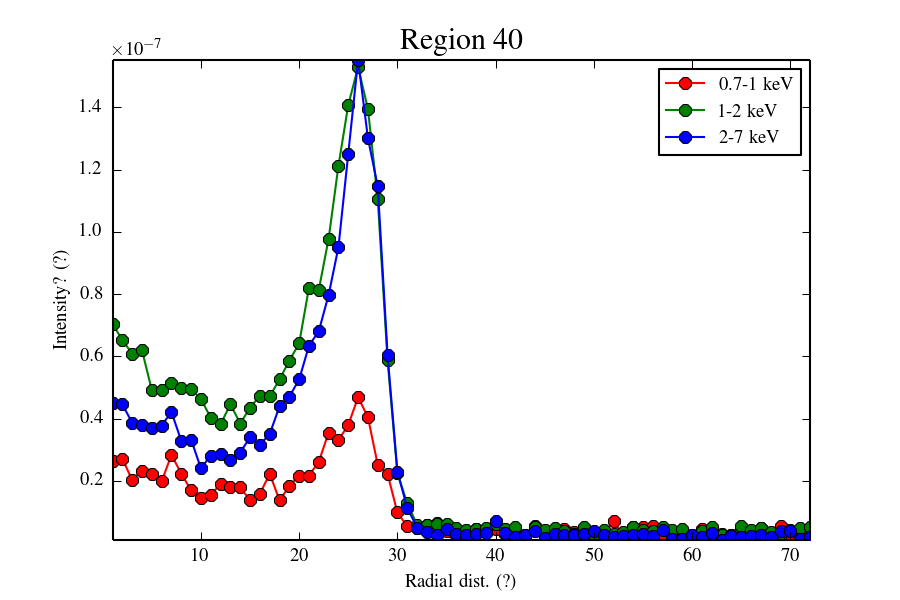 Region 40
×10⁻⁷
0.7-1 keV
1-2 keV
2-7 keV
1.4
1.2
1.0
0.8
0.6
0.4
0.2
Intensity? (?)
10 20 30 40 50 60 70
Radial dist. (?)